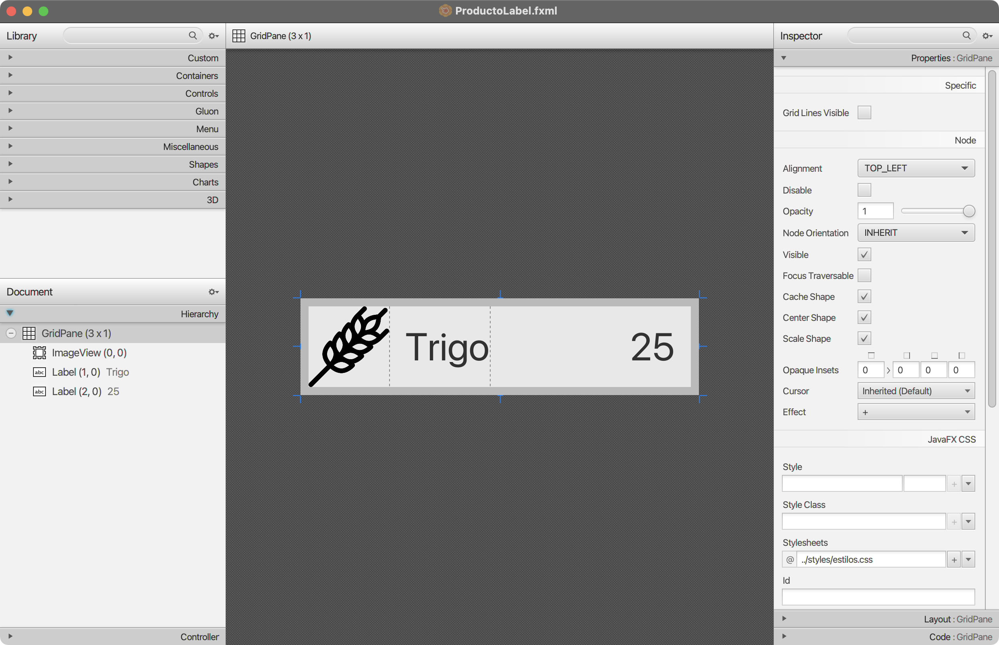 ProductoLabel.fxml
Library
Custom
Containers
Controls
Gluon
Menu
Miscellaneous
Shapes
Charts
3D
Document
Hierarchy
GridPane (3 x 1)
ImageView (0, 0)
abc Label (1, 0) Trigo
abc Label (2, 0) 25
Controller
GridPane (3 x 1)
Trigo 25
Inspector
Properties : GridPane
Specific
Grid Lines Visible
Node
Alignment TOP_LEFT
Disable
Opacity 1
Node Orientation INHERIT
Visible
Focus Traversable
Cache Shape
Center Shape
Scale Shape
Opaque Insets 0 > 0 0 0
Cursor Inherited (Default)
Effect +
JavaFX CSS
Style
+
Style Class
+
Stylesheets
@ ../styles/estilos.css +
Id
Layout : GridPane
Code : GridPane